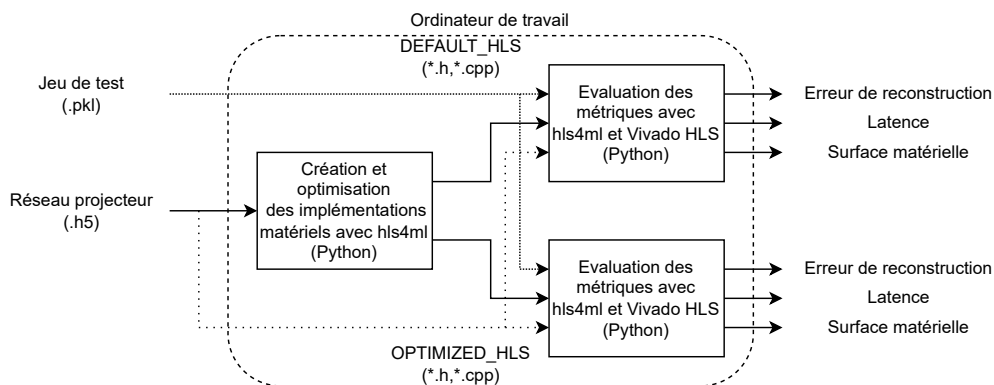 Ordinateur de travail
DEFAULT_HLS
(*.h,*.cpp)
Jeu de test
(.pkl)
Evaluation des
métriques avec
hls4ml et Vivado HLS
(Python)
Erreur de reconstruction
Latence
Surface matérielle
Réseau projecteur
(.h5)
Création et
optimisation
des implémentations
matériels avec hls4ml
(Python)
Evaluation des
métriques avec
hls4ml et Vivado HLS
(Python)
Erreur de reconstruction
Latence
Surface matérielle
OPTIMIZED_HLS
(*.h,*.cpp)